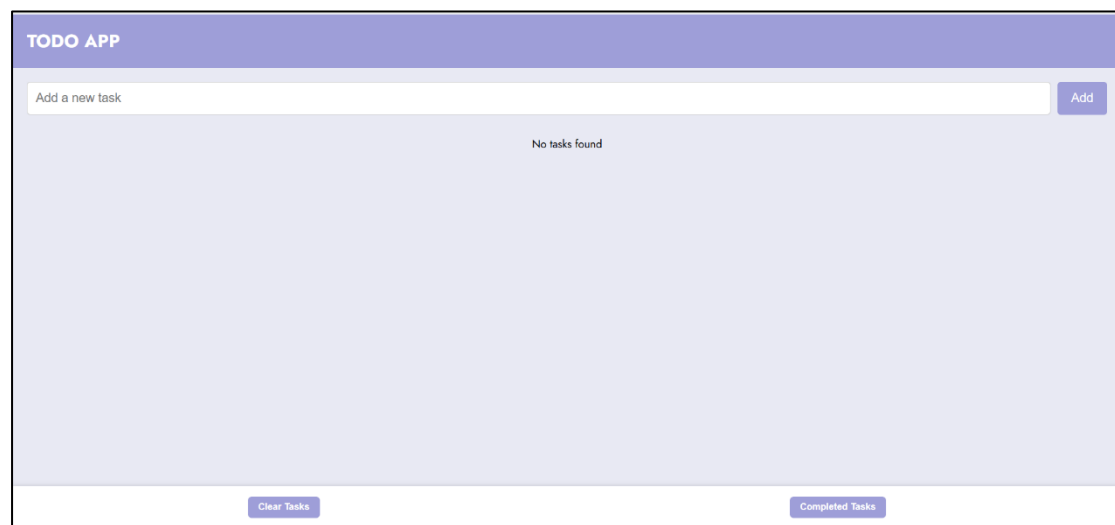 TODO APP
Add a new task
Add
No tasks found
Clear Tasks
Completed Tasks